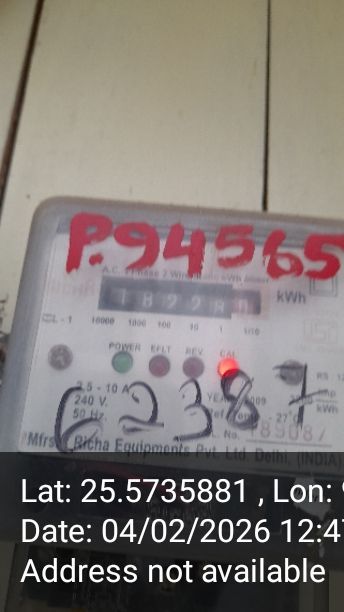 P.94565
A.C. 1 Phase 2 Wire
kWh
10000 1000 100 10 1 1/10
POWER EFLT REV. CAL
2.5 - 10 A
240 V.
50 Hz.
62387
Richa Equipments Pvt. Ltd. Delhi, (INDIA)
Lat: 25.5735881 , Lon:
Date: 04/02/2026 12:47
Address not available